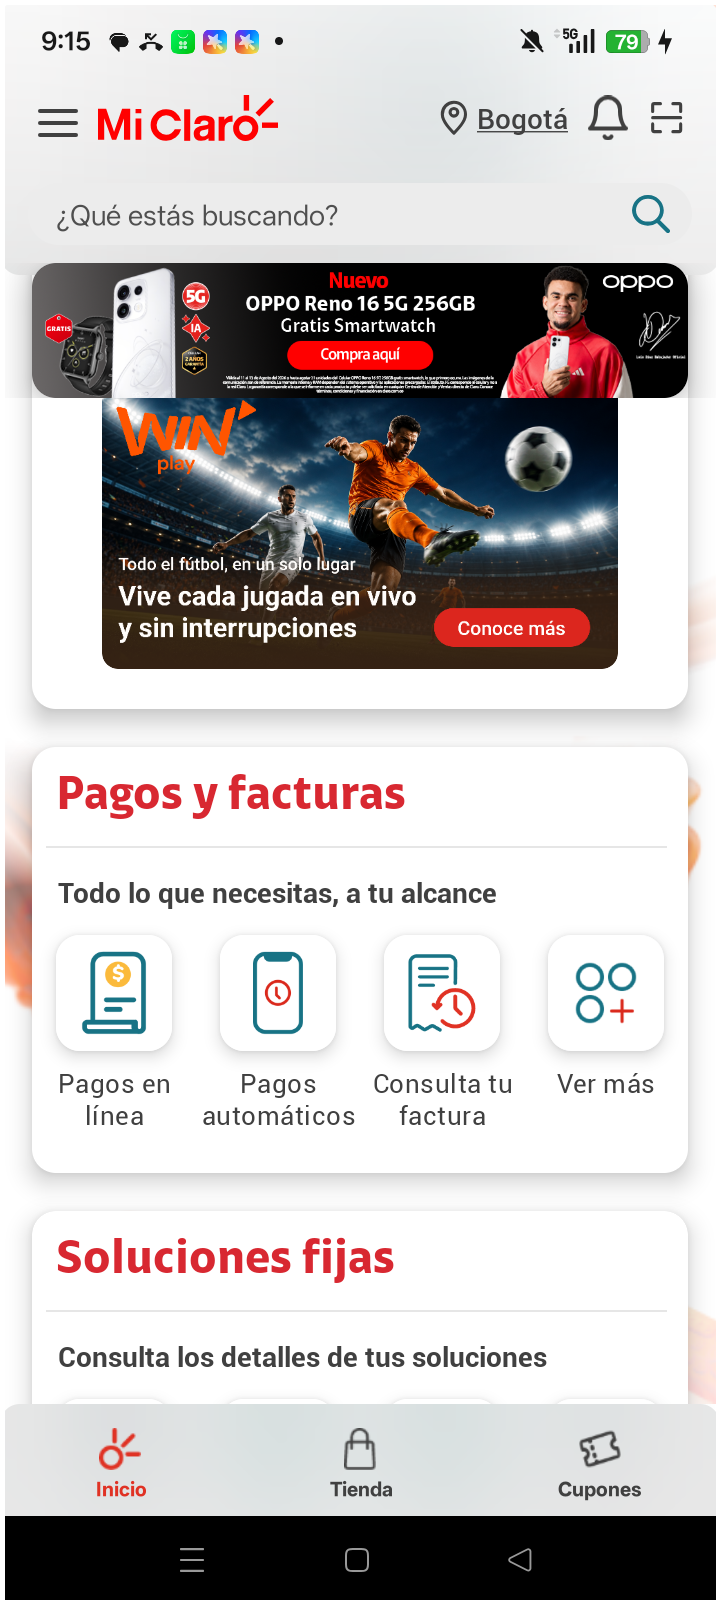 9:15
5G
79
Mi Claro
Bogotá
¿Qué estás buscando?
GRATIS
5G
IA
2 AÑOS
Nuevo
OPPO Reno 16 5G 256GB
Gratis Smartwatch
Compra aquí
oppo
WIN
play
Todo el fútbol, en un solo lugar
Vive cada jugada en vivo
y sin interrupciones
Conoce más
Pagos y facturas
Todo lo que necesitas, a tu alcance
Pagos en
línea
Pagos
automáticos
Consulta tu
factura
Ver más
Soluciones fijas
Consulta los detalles de tus soluciones
Inicio
Tienda
Cupones